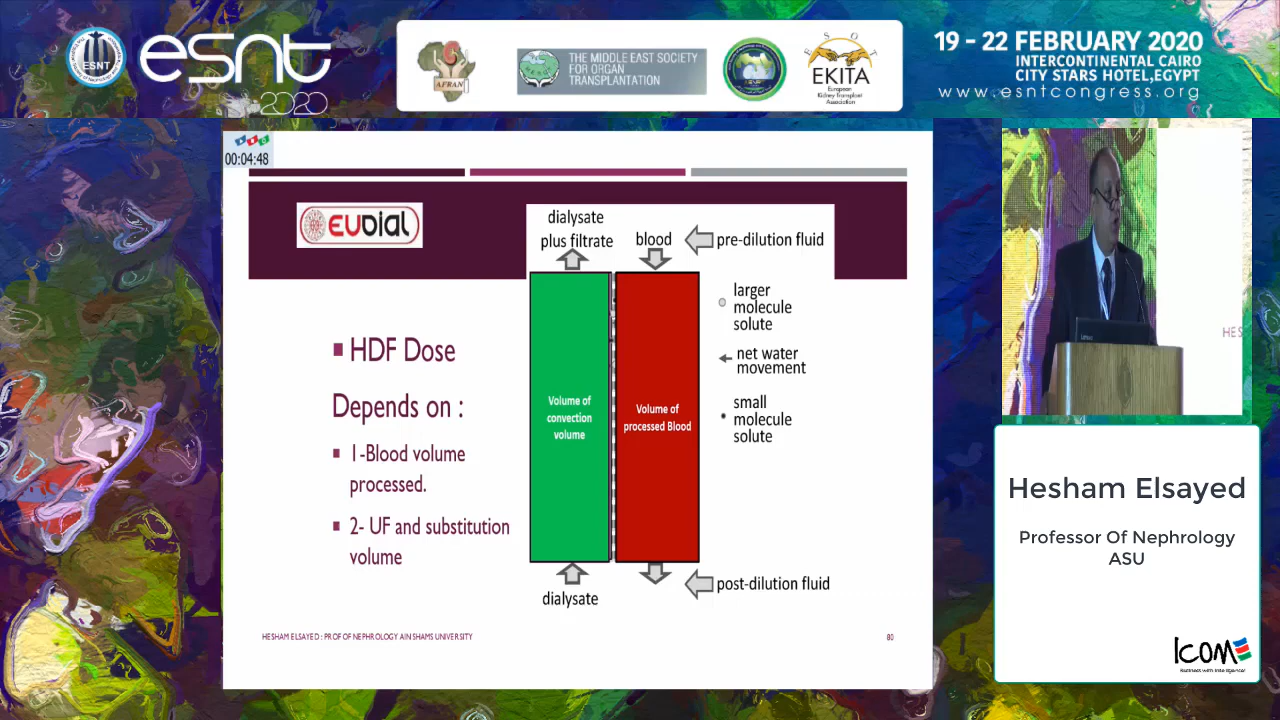 ESNT
esnt
2020
AFRAN
THE MIDDLE EAST SOCIETY
FOR ORGAN
TRANSPLANTATION
ESOT
EKITA
European
Kidney Transplant
Association
19 - 22 FEBRUARY 2020
INTERCONTINENTAL CAIRO
CITY STARS HOTEL,EGYPT
www.esntcongress.org
00:04:48
EUDIAL
dialysate
plus filtrate
blood
pre-dilution fluid
larger
molecule
solute
net water
movement
small
molecule
solute
Volume of
convection
volume
Volume of
processed Blood
▪ HDF Dose
Depends on :
▪ 1-Blood volume
processed.
▪ 2- UF and substitution
volume
dialysate
post-dilution fluid
HESHAM ELSAYED : PROF OF NEPHROLOGY AIN SHAMS UNIVERSITY
80
HES
Hesham Elsayed
Professor Of Nephrology
ASU
ICOME